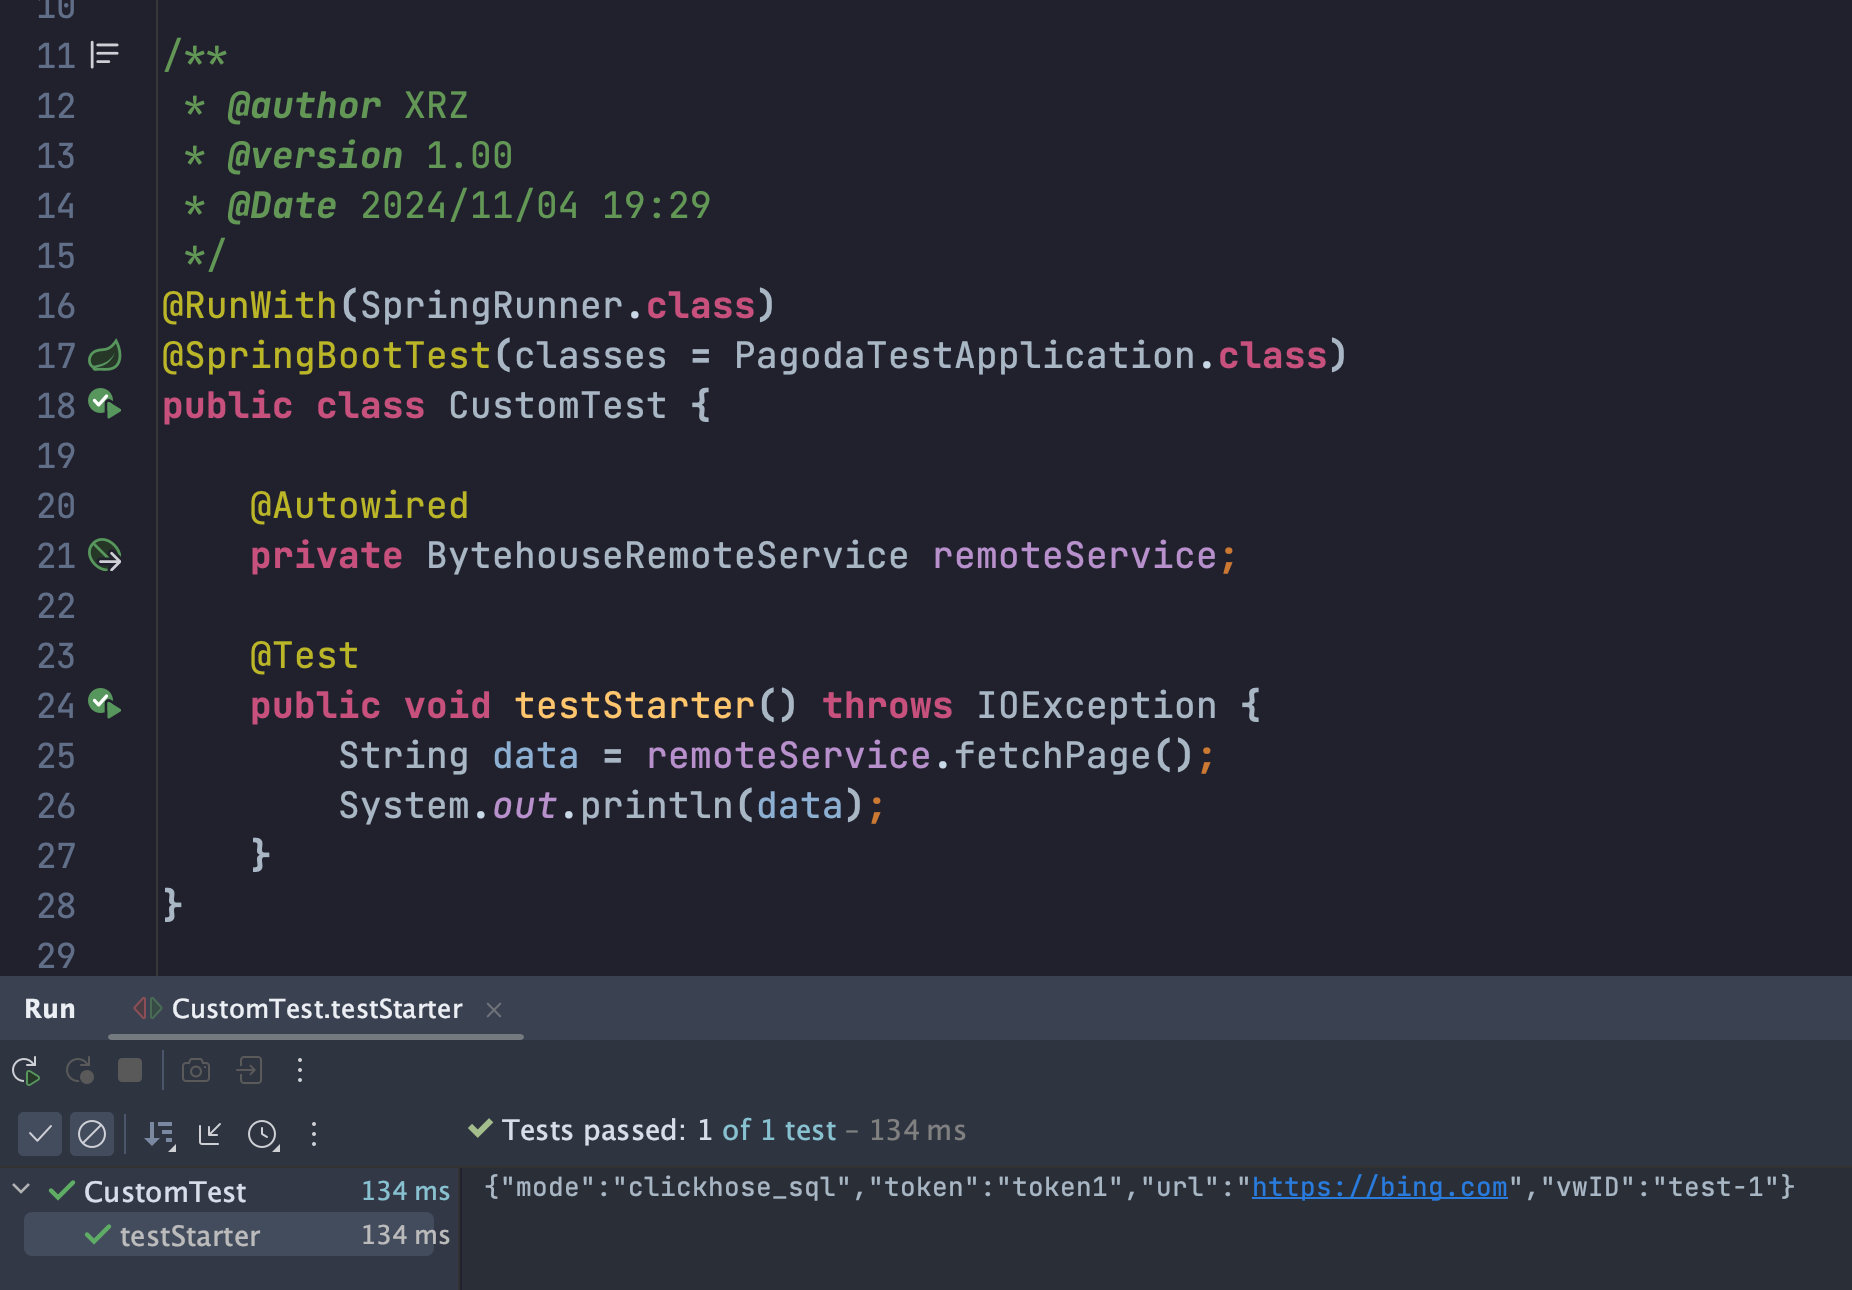 10
11 /**
12 * @author XRZ
13 * @version 1.00
14 * @Date 2024/11/04 19:29
15 */
16 @RunWith(SpringRunner.class)
17 @SpringBootTest(classes = PagodaTestApplication.class)
18 public class CustomTest {
19
20 @Autowired
21 private BytehouseRemoteService remoteService;
22
23 @Test
24 public void testStarter() throws IOException {
25 String data = remoteService.fetchPage();
26 System.out.println(data);
27 }
28 }
29
Run CustomTest.testStarter
Tests passed: 1 of 1 test – 134 ms
CustomTest 134 ms
testStarter 134 ms
{"mode":"clickhose_sql","token":"token1","url":"https://bing.com","vwID":"test-1"}